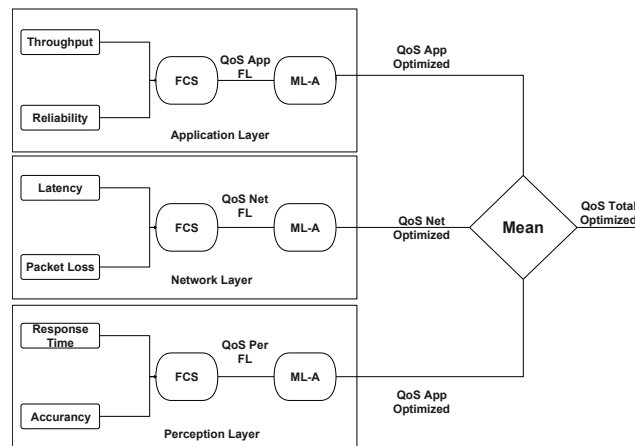 Throughput
Reliability
FCS
QoS App
FL
ML-A
Application Layer
QoS App
Optimized
Latency
Packet Loss
FCS
QoS Net
FL
ML-A
Network Layer
QoS Net
Optimized
Mean
QoS Total
Optimized
Response
Time
Accurancy
FCS
QoS Per
FL
ML-A
Perception Layer
QoS App
Optimized